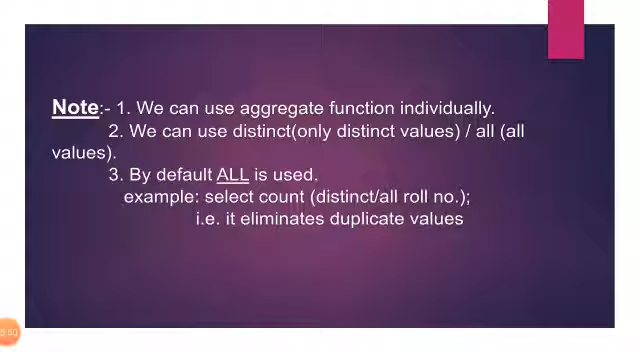 Note:- 1. We can use aggregate function individually.
2. We can use distinct(only distinct values) / all (all
values).
3. By default ALL is used.
example: select count (distinct/all roll no.);
i.e. it eliminates duplicate values